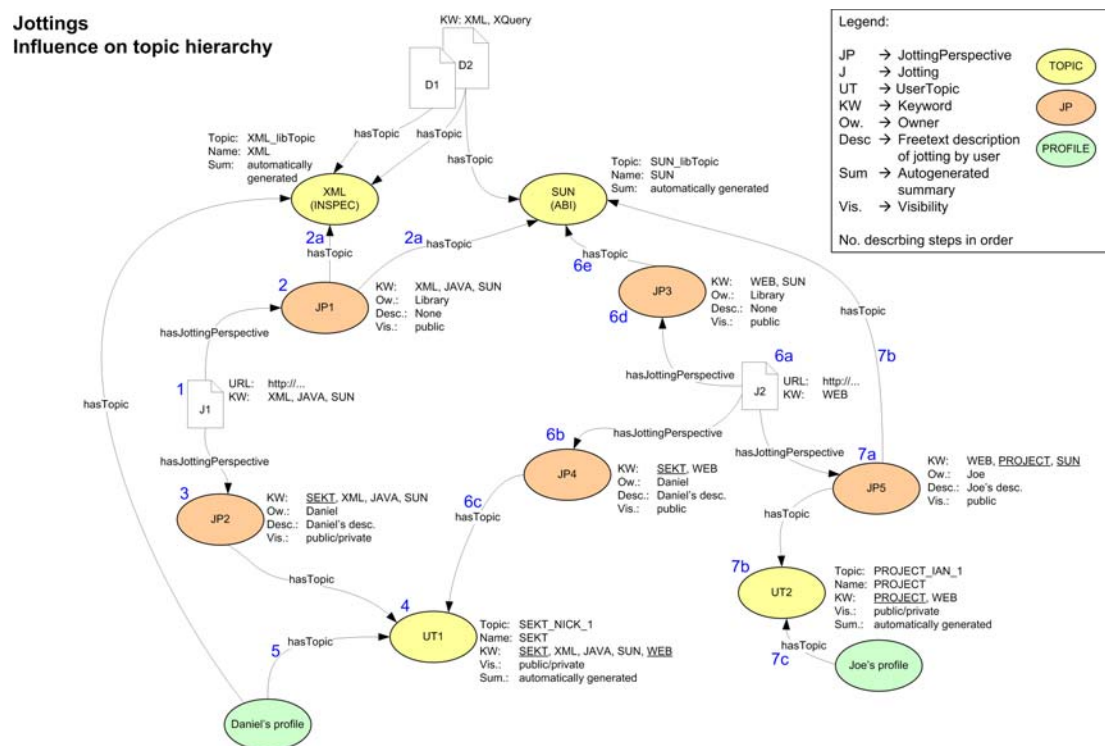 Jottings
Influence on topic hierarchy
KW: XML, XQuery
D2
D1
hasTopic
hasTopic
hasTopic
Topic: XML_libTopic
Name: XML
Sum: automatically
generated
XML
(INSPEC)
Topic: SUN_libTopic
Name: SUN
Sum: automatically generated
SUN
(ABI)
Legend:
JP → JottingPerspective
J → Jotting
UT → UserTopic
KW → Keyword
Ow. → Owner
Desc → Freetext description
of jotting by user
Sum → Autogenerated
summary
Vis. → Visibility
No. descrbing steps in order
TOPIC
JP
PROFILE
2a
hasTopic
2a
hasTopic
hasTopic
6e
2
JP1
KW: XML, JAVA, SUN
Ow.: Library
Desc.: None
Vis.: public
JP3
6d
KW: WEB, SUN
Ow.: Library
Desc.: None
Vis.: public
hasTopic
7b
hasJottingPerspective
hasJottingPerspective
1
J1
URL: http://...
KW: XML, JAVA, SUN
6a
J2
URL: http://...
KW: WEB
hasTopic
hasJottingPerspective
hasJottingPerspective
hasJottingPerspective
3
JP2
KW: SEKT, XML, JAVA, SUN
Ow.: Daniel
Desc.: Daniel's desc.
Vis.: public/private
6b
JP4
KW: SEKT, WEB
Ow.: Daniel
Desc.: Daniel's desc.
Vis.: public
7a
JP5
KW: WEB, PROJECT, SUN
Ow.: Joe
Desc.: Joe's desc.
Vis.: public
6c
hasTopic
hasTopic
hasTopic
4
UT1
Topic: SEKT_NICK_1
Name: SEKT
KW: SEKT, XML, JAVA, SUN, WEB
Vis.: public/private
Sum.: automatically generated
7b
UT2
Topic: PROJECT_IAN_1
Name: PROJECT
KW: PROJECT, WEB
Vis.: public/private
Sum.: automatically generated
hasTopic
5
hasTopic
7c
Daniel's profile
Joe's profile